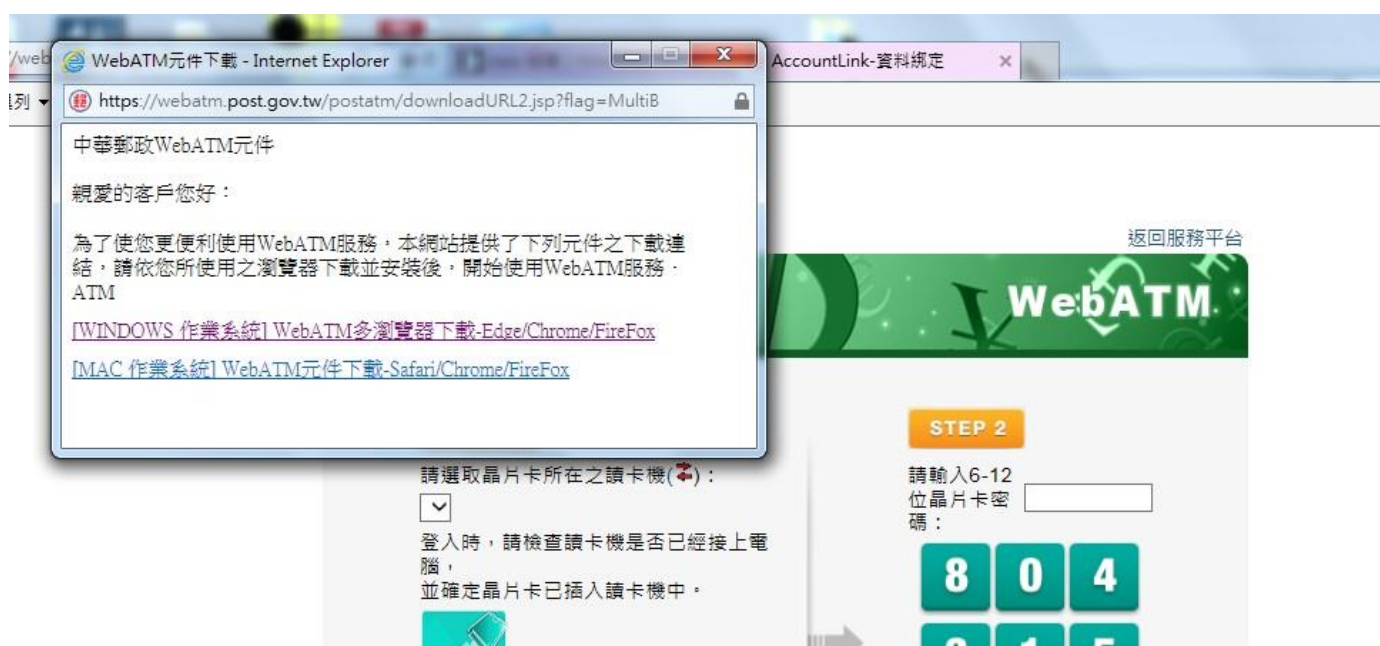 WebATM元件下載 - Internet Explorer
https://webatm.post.gov.tw/postatm/downloadURL2.jsp?flag=MultiB
中華郵政WebATM元件
親愛的客戶您好：
為了使您更便利使用WebATM服務，本網站提供了下列元件之下載連
結，請依您所使用之瀏覽器下載並安裝後，開始使用WebATM服務．
ATM
[WINDOWS 作業系統] WebATM多瀏覽器下載-Edge/Chrome/FireFox
[MAC 作業系統] WebATM元件下載-Safari/Chrome/FireFox
/web
列
AccountLink-資料綁定
返回服務平台
WebATM
請選取晶片卡所在之讀卡機( )：
登入時，請檢查讀卡機是否已經接上電
腦，
並確定晶片卡已插入讀卡機中。
STEP 2
請輸入6-12
位晶片卡密
碼：
8 0 4